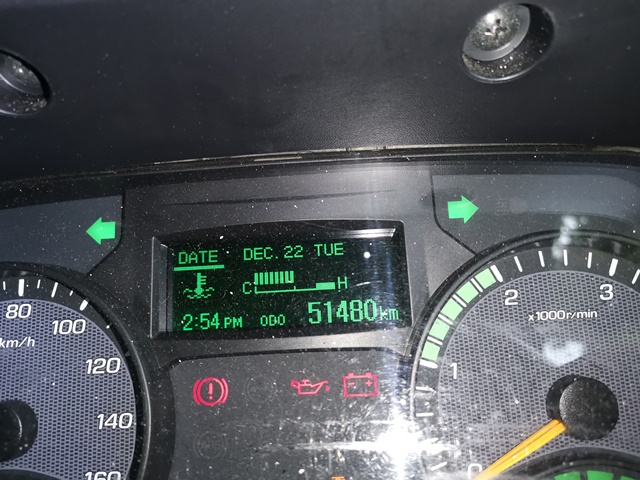 DATE DEC. 22 TUE
C H
2:54 PM ODO 51480 km
80
100
km/h
120
140
160
2
3
x1000r/min
1
0